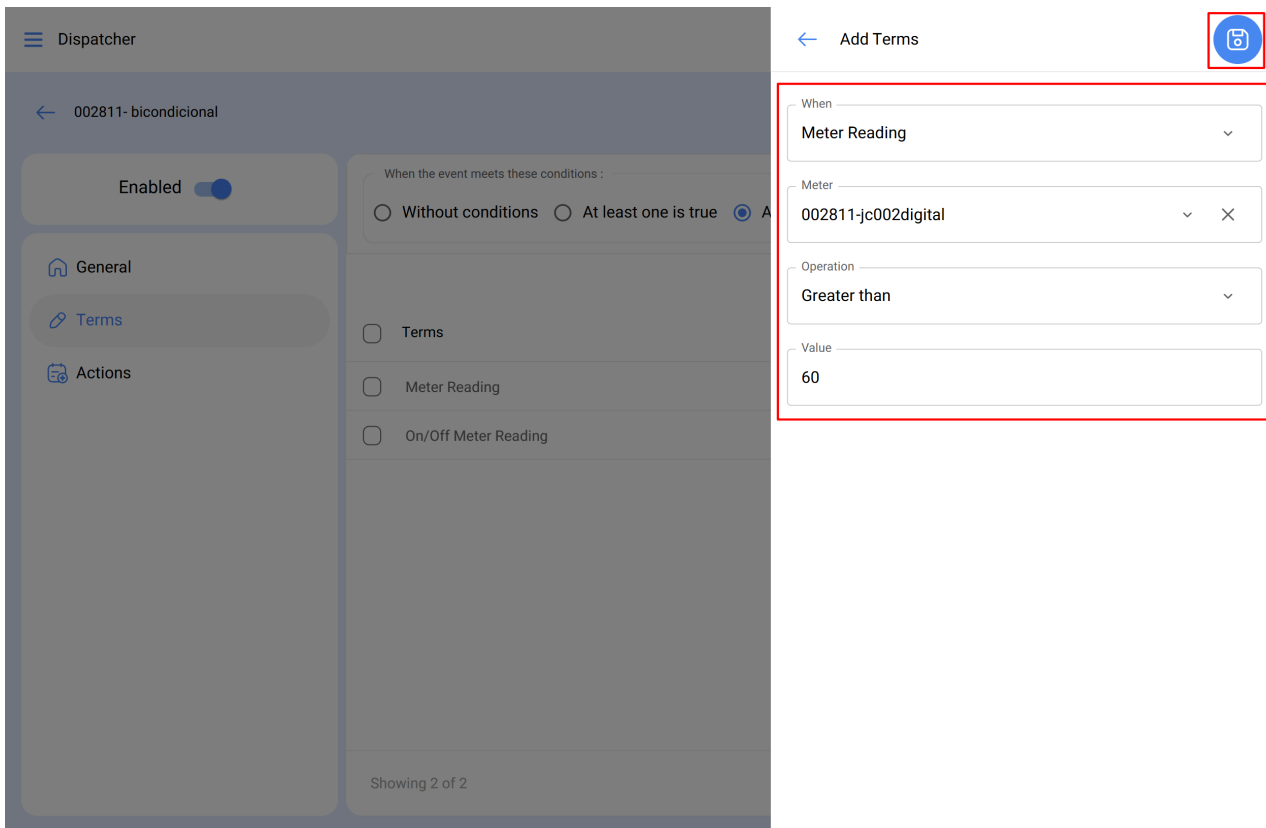 Dispatcher
002811- bicondicional
Enabled
General
Terms
Actions
When the event meets these conditions :
Without conditions At least one is true A
Terms
Meter Reading
On/Off Meter Reading
Showing 2 of 2
Add Terms
When
Meter Reading
Meter
002811-jc002digital
Operation
Greater than
Value
60